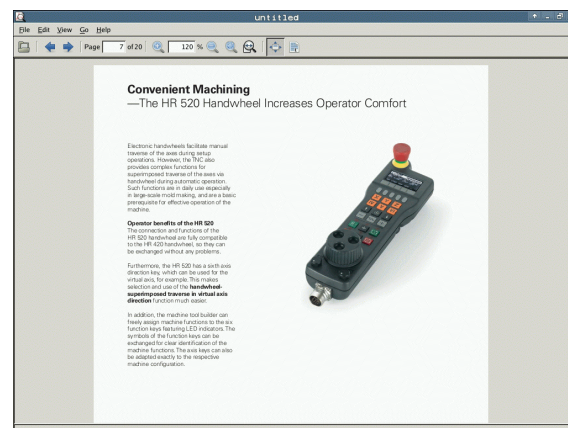 untitled
File Edit View Go Help
Page 7 of 20 120 %
Convenient Machining
—The HR 520 Handwheel Increases Operator Comfort
Electronic handwheels facilitate manual
traverse of the axes during setup
operations. However, the TNC also
provides complex functions for
superimposed traverse of the axes via
handwheel during automatic operation.
Such functions are in daily use especially
in large-scale mold making, and are a basic
prerequisite for effective operation of the
machine.
Operator benefits of the HR 520
The connection and functions of the
HR 520 handwheel are fully compatible
to the HR 420 handwheel, so they can
be exchanged without any problems.
Furthermore, the HR 520 has a sixth axis
direction key, which can be used for the
virtual axis, for example. This makes
selection and use of the handwheel-
superimposed traverse in virtual axis
direction function much easier.
In addition, the machine tool builder can
freely assign machine functions to the six
function keys featuring LED indicators. The
symbols of the function keys can be
exchanged for clear identification of the
machine functions. The axis keys can also
be adapted exactly to the respective
machine configuration.